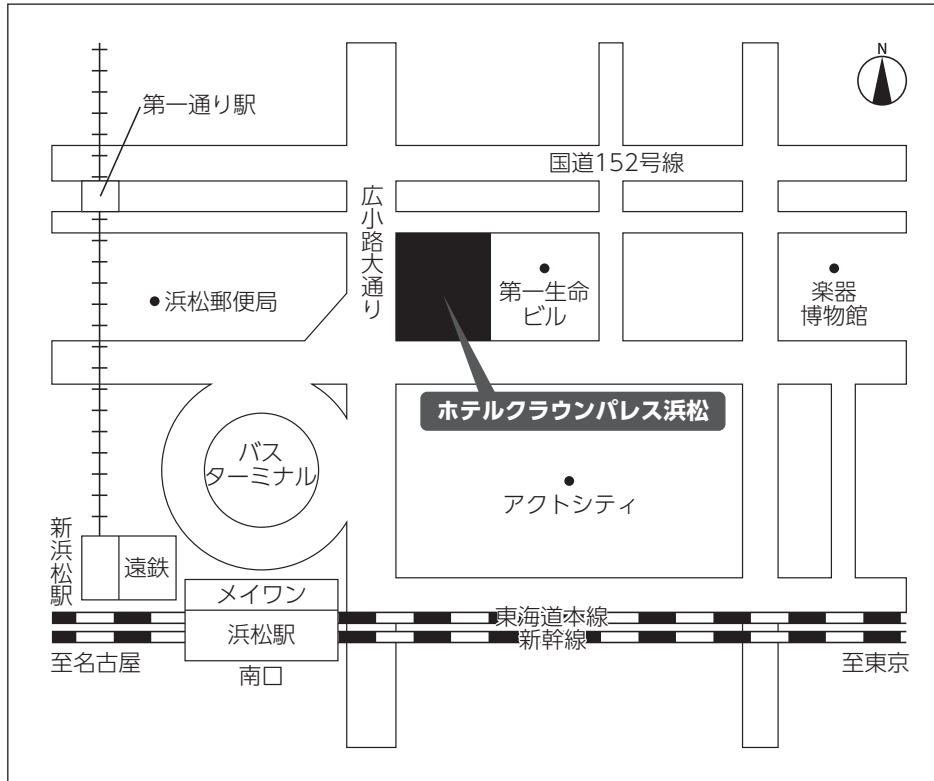 N
第一通り駅
国道152号線
広小路大通り
浜松郵便局
第一生命
ビル
楽器
博物館
ホテルクラウンパレス浜松
バス
ターミナル
アクトシティ
新浜松駅
遠鉄
メイワン
浜松駅
南口
東海道本線
新幹線
至名古屋
至東京